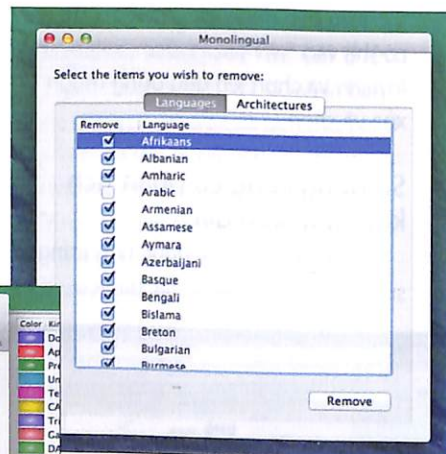 Monolingual
Select the items you wish to remove:
Languages Architectures
Remove Language
Afrikaans
Albanian
Amharic
Arabic
Armenian
Assamese
Aymara
Azerbaijani
Basque
Bengali
Bislama
Breton
Bulgarian
Burmese
Remove
Color